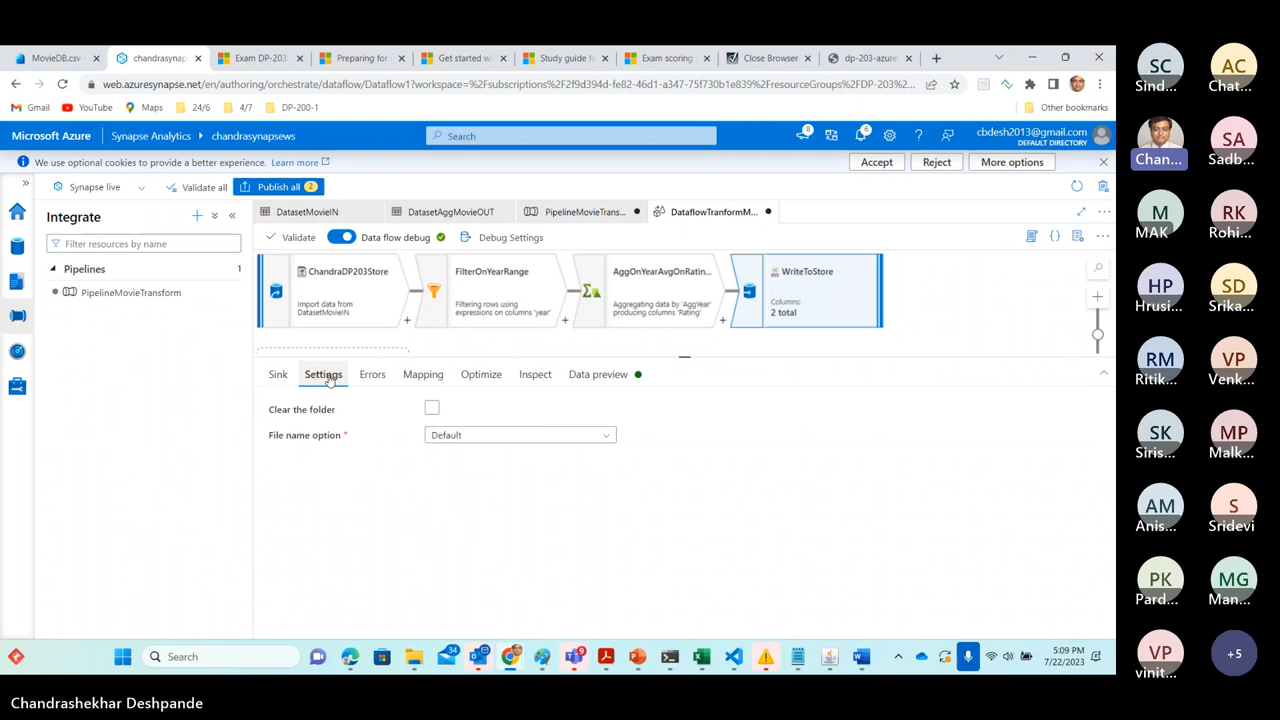 MovieDB.csv -
chandrasynap
Exam DP-203:
Preparing for
Get started w
Study guide f
Exam scoring
Close Browser
dp-203-azure
web.azuresynapse.net/en/authoring/orchestrate/dataflow/Dataflow1?workspace=%2Fsubscriptions%2F2f9d394d-fe82-46d1-a347-75f730b1e839%2FresourceGroups%2FDP-203%2...
Gmail
YouTube
Maps
24/6
4/7
DP-200-1
Other bookmarks
Microsoft Azure
Synapse Analytics
chandrasynapsews
Search
8
6
cbdesh2013@gmail.com
DEFAULT DIRECTORY
We use optional cookies to provide a better experience. Learn more
Accept
Reject
More options
Synapse live
Validate all
Publish all 2
Integrate
Filter resources by name
Pipelines
1
PipelineMovieTransform
DatasetMovieIN
DatasetAggMovieOUT
PipelineMovieTrans...
DataflowTranformM...
Validate
Data flow debug
Debug Settings
ChandraDP203Store
Import data from
DatasetMovieIN
FilterOnYearRange
Filtering rows using
expressions on columns 'year'
AggOnYearAvgOnRatin...
Aggregating data by 'AggYear'
producing columns 'Rating'
WriteToStore
Columns:
2 total
Sink
Settings
Errors
Mapping
Optimize
Inspect
Data preview
Clear the folder
File name option *
Default
Search
34
9
5:09 PM
7/22/2023
SC
Sind...
AC
Chat...
Chan...
SA
Sadb...
M
MAK
RK
Rohi...
HP
Hrusi...
SD
Srika...
RM
Ritik...
VP
Venk...
SK
Siris...
MP
Malk...
AM
Anis...
S
Sridevi
PK
Pard...
MG
Man...
VP
vinit...
+5
Chandrashekhar Deshpande